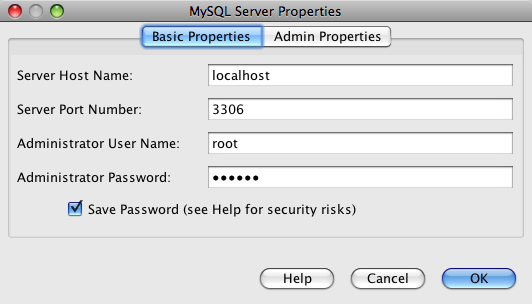 MySQL Server Properties
Basic Properties Admin Properties
Server Host Name: localhost
Server Port Number: 3306
Administrator User Name: root
Administrator Password: ••••••
Save Password (see Help for security risks)
Help Cancel OK